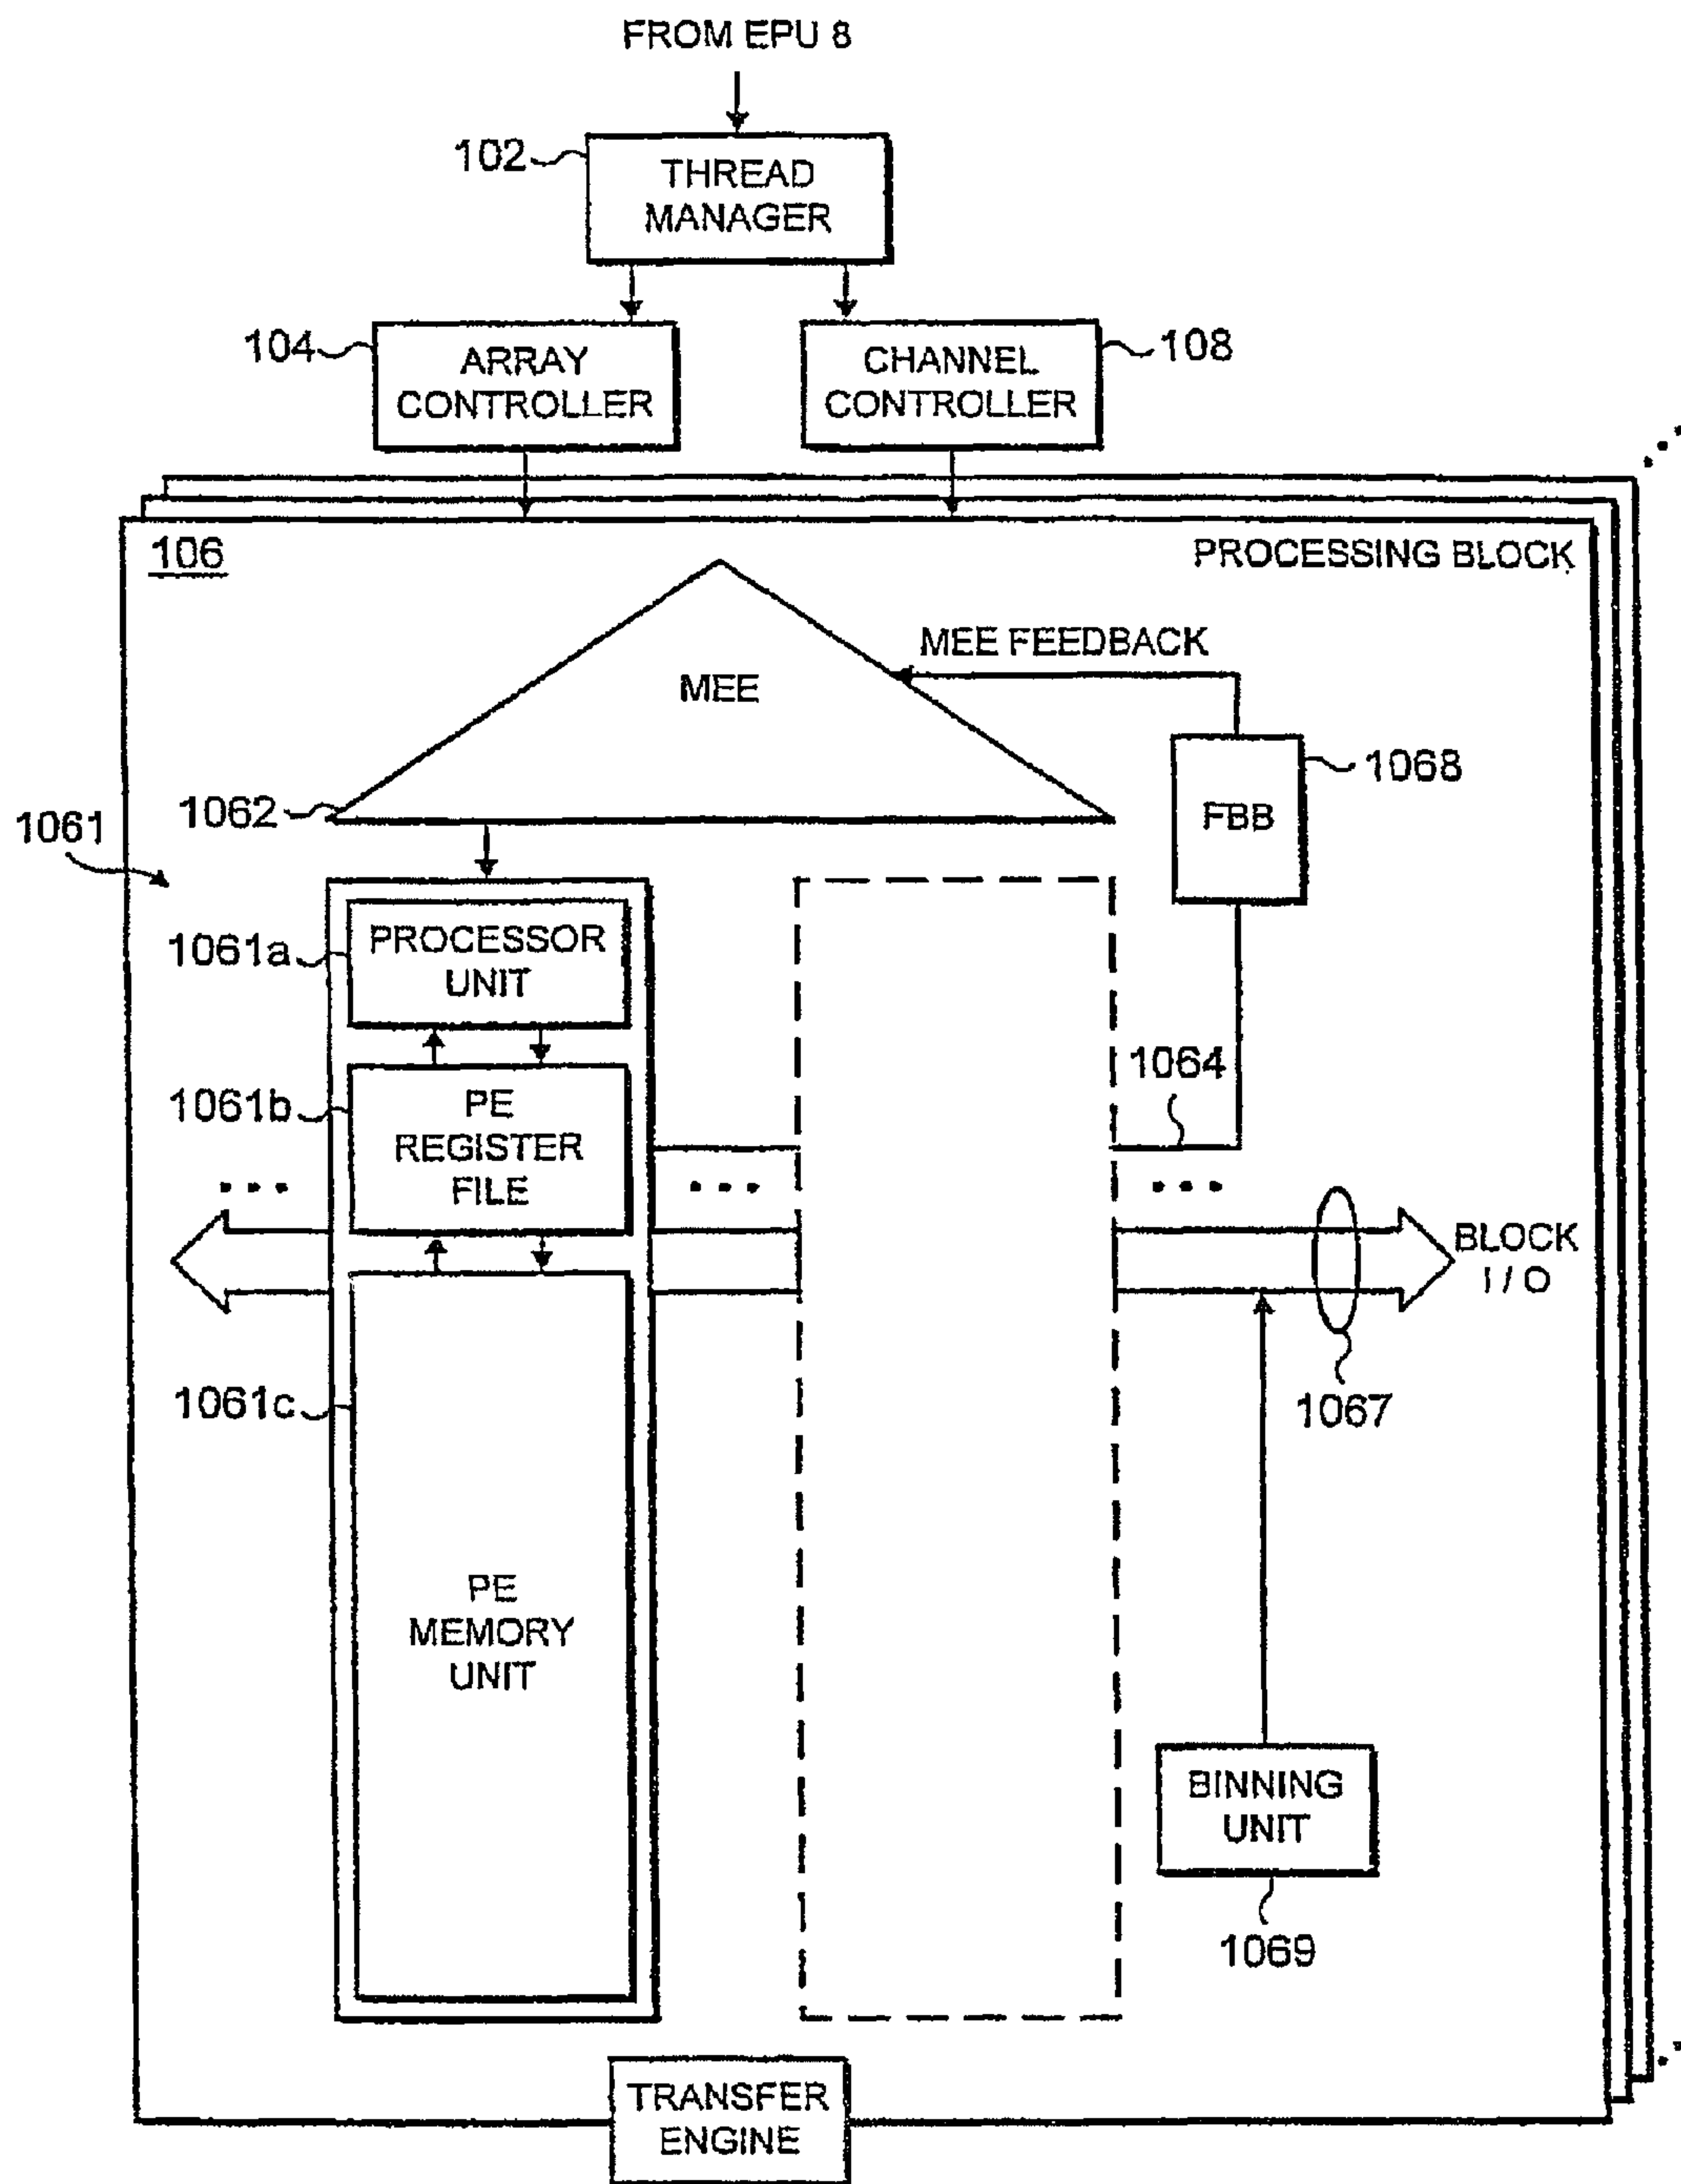 FROM EPU 8
102
THREAD
MANAGER
104
ARRAY
CONTROLLER
CHANNEL
CONTROLLER
108
106
PROCESSING BLOCK
MEE FEEDBACK
MEE
1068
FBB
1062
1061
1061a
PROCESSOR
UNIT
1064
1061b
PE
REGISTER
FILE
BLOCK
I / O
1061c
1067
PE
MEMORY
UNIT
BINNING
UNIT
1069
TRANSFER
ENGINE